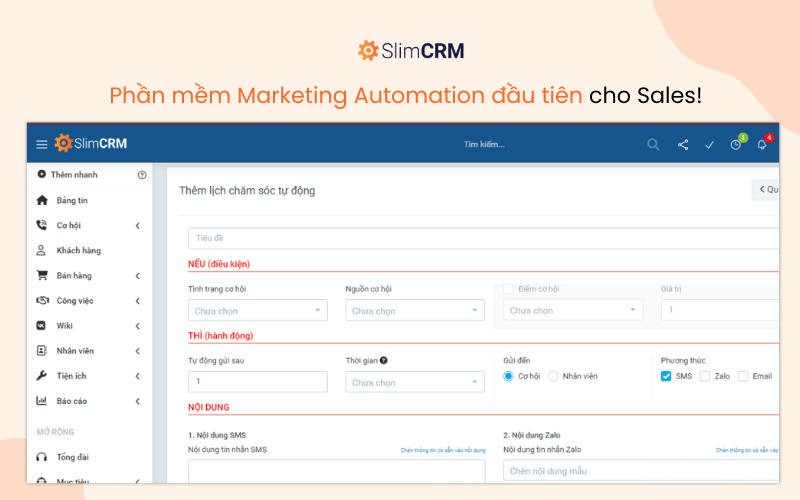 SlimCRM
Phần mềm Marketing Automation đầu tiên cho Sales!
SlimCRM
Tìm kiếm...
3
4
Thêm nhanh
Bảng tin
Cơ hội
Khách hàng
Bán hàng
Công việc
Wiki
Nhân viên
Tiện ích
Báo cáo
MỞ RỘNG
Tổng đài
Mục tiêu
Thêm lịch chăm sóc tự động
Tiêu đề
NẾU (điều kiện)
Tình trạng cơ hội
Nguồn cơ hội
Điểm cơ hội
Giá trị
Chưa chọn
Chưa chọn
Chưa chọn
1
THÌ (hành động)
Tự động gửi sau
Thời gian
Gửi đến
Phương thức
1
Chưa chọn
Cơ hội
Nhân viên
SMS
Zalo
Email
NỘI DUNG
1. Nội dung SMS
Nội dung tin nhắn SMS
Chèn thông tin có sẵn vào nội dung
2. Nội dung Zalo
Nội dung tin nhắn Zalo
Chèn thông tin có sẵn vào
Chèn nội dung mẫu